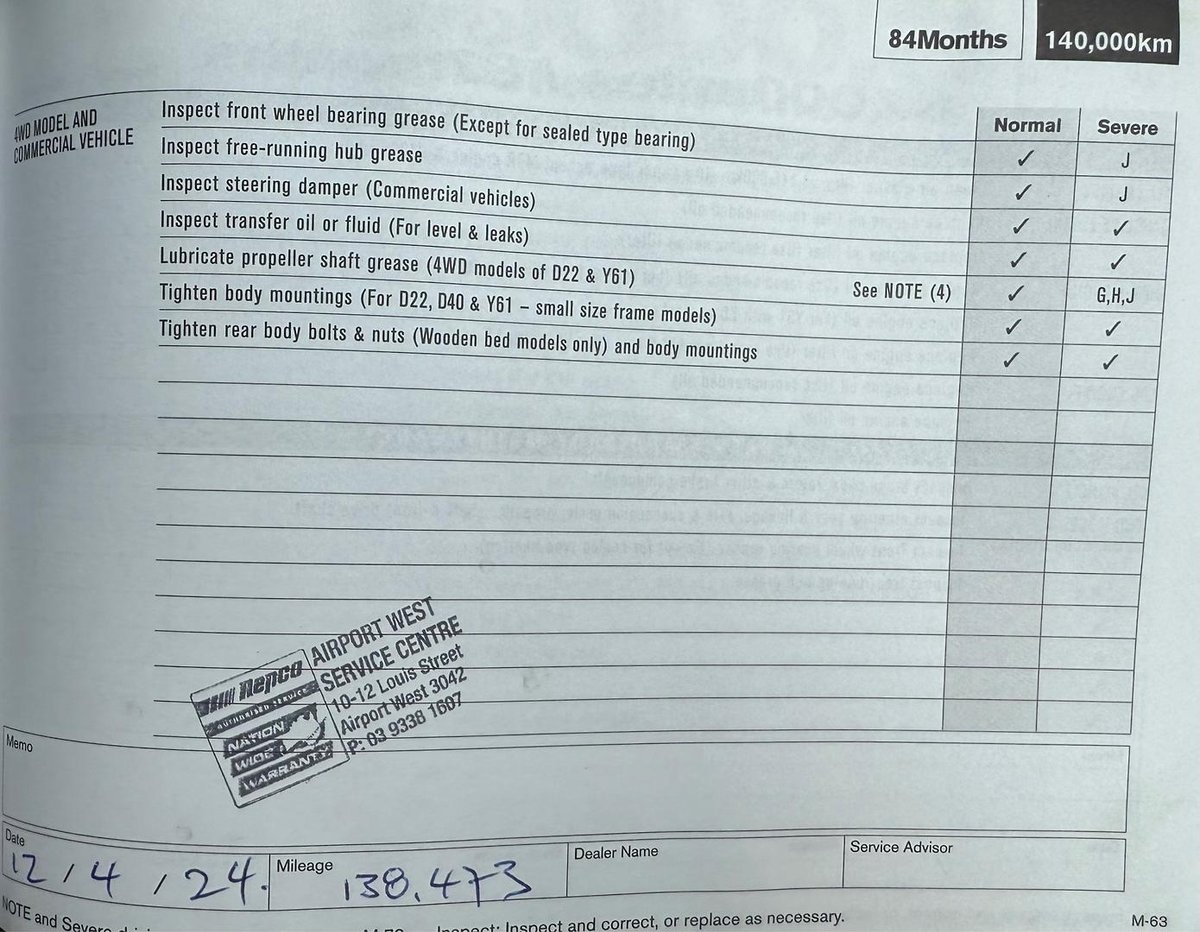 84Months 140,000km
4WD MODEL AND
COMMERCIAL VEHICLE
Normal Severe
Inspect front wheel bearing grease (Except for sealed type bearing) ✓ J
Inspect free-running hub grease ✓ J
Inspect steering damper (Commercial vehicles) ✓ ✓
Inspect transfer oil or fluid (For level & leaks) ✓ ✓
Lubricate propeller shaft grease (4WD models of D22 & Y61) See NOTE (4) ✓ G,H,J
Tighten body mountings (For D22, D40 & Y61 – small size frame models) ✓ ✓
Tighten rear body bolts & nuts (Wooden bed models only) and body mountings ✓ ✓
Repco
AUTHORISED SERVICE
NATION
WIDE
WARRANTY
AIRPORT WEST
SERVICE CENTRE
10-12 Louis Street
Airport West 3042
P: 03 9338 1607
Memo
Date
12 / 4 / 24.
Mileage
138.473
Dealer Name
Service Advisor
NOTE and Severe
Inspect: Inspect and correct, or replace as necessary.
M-63